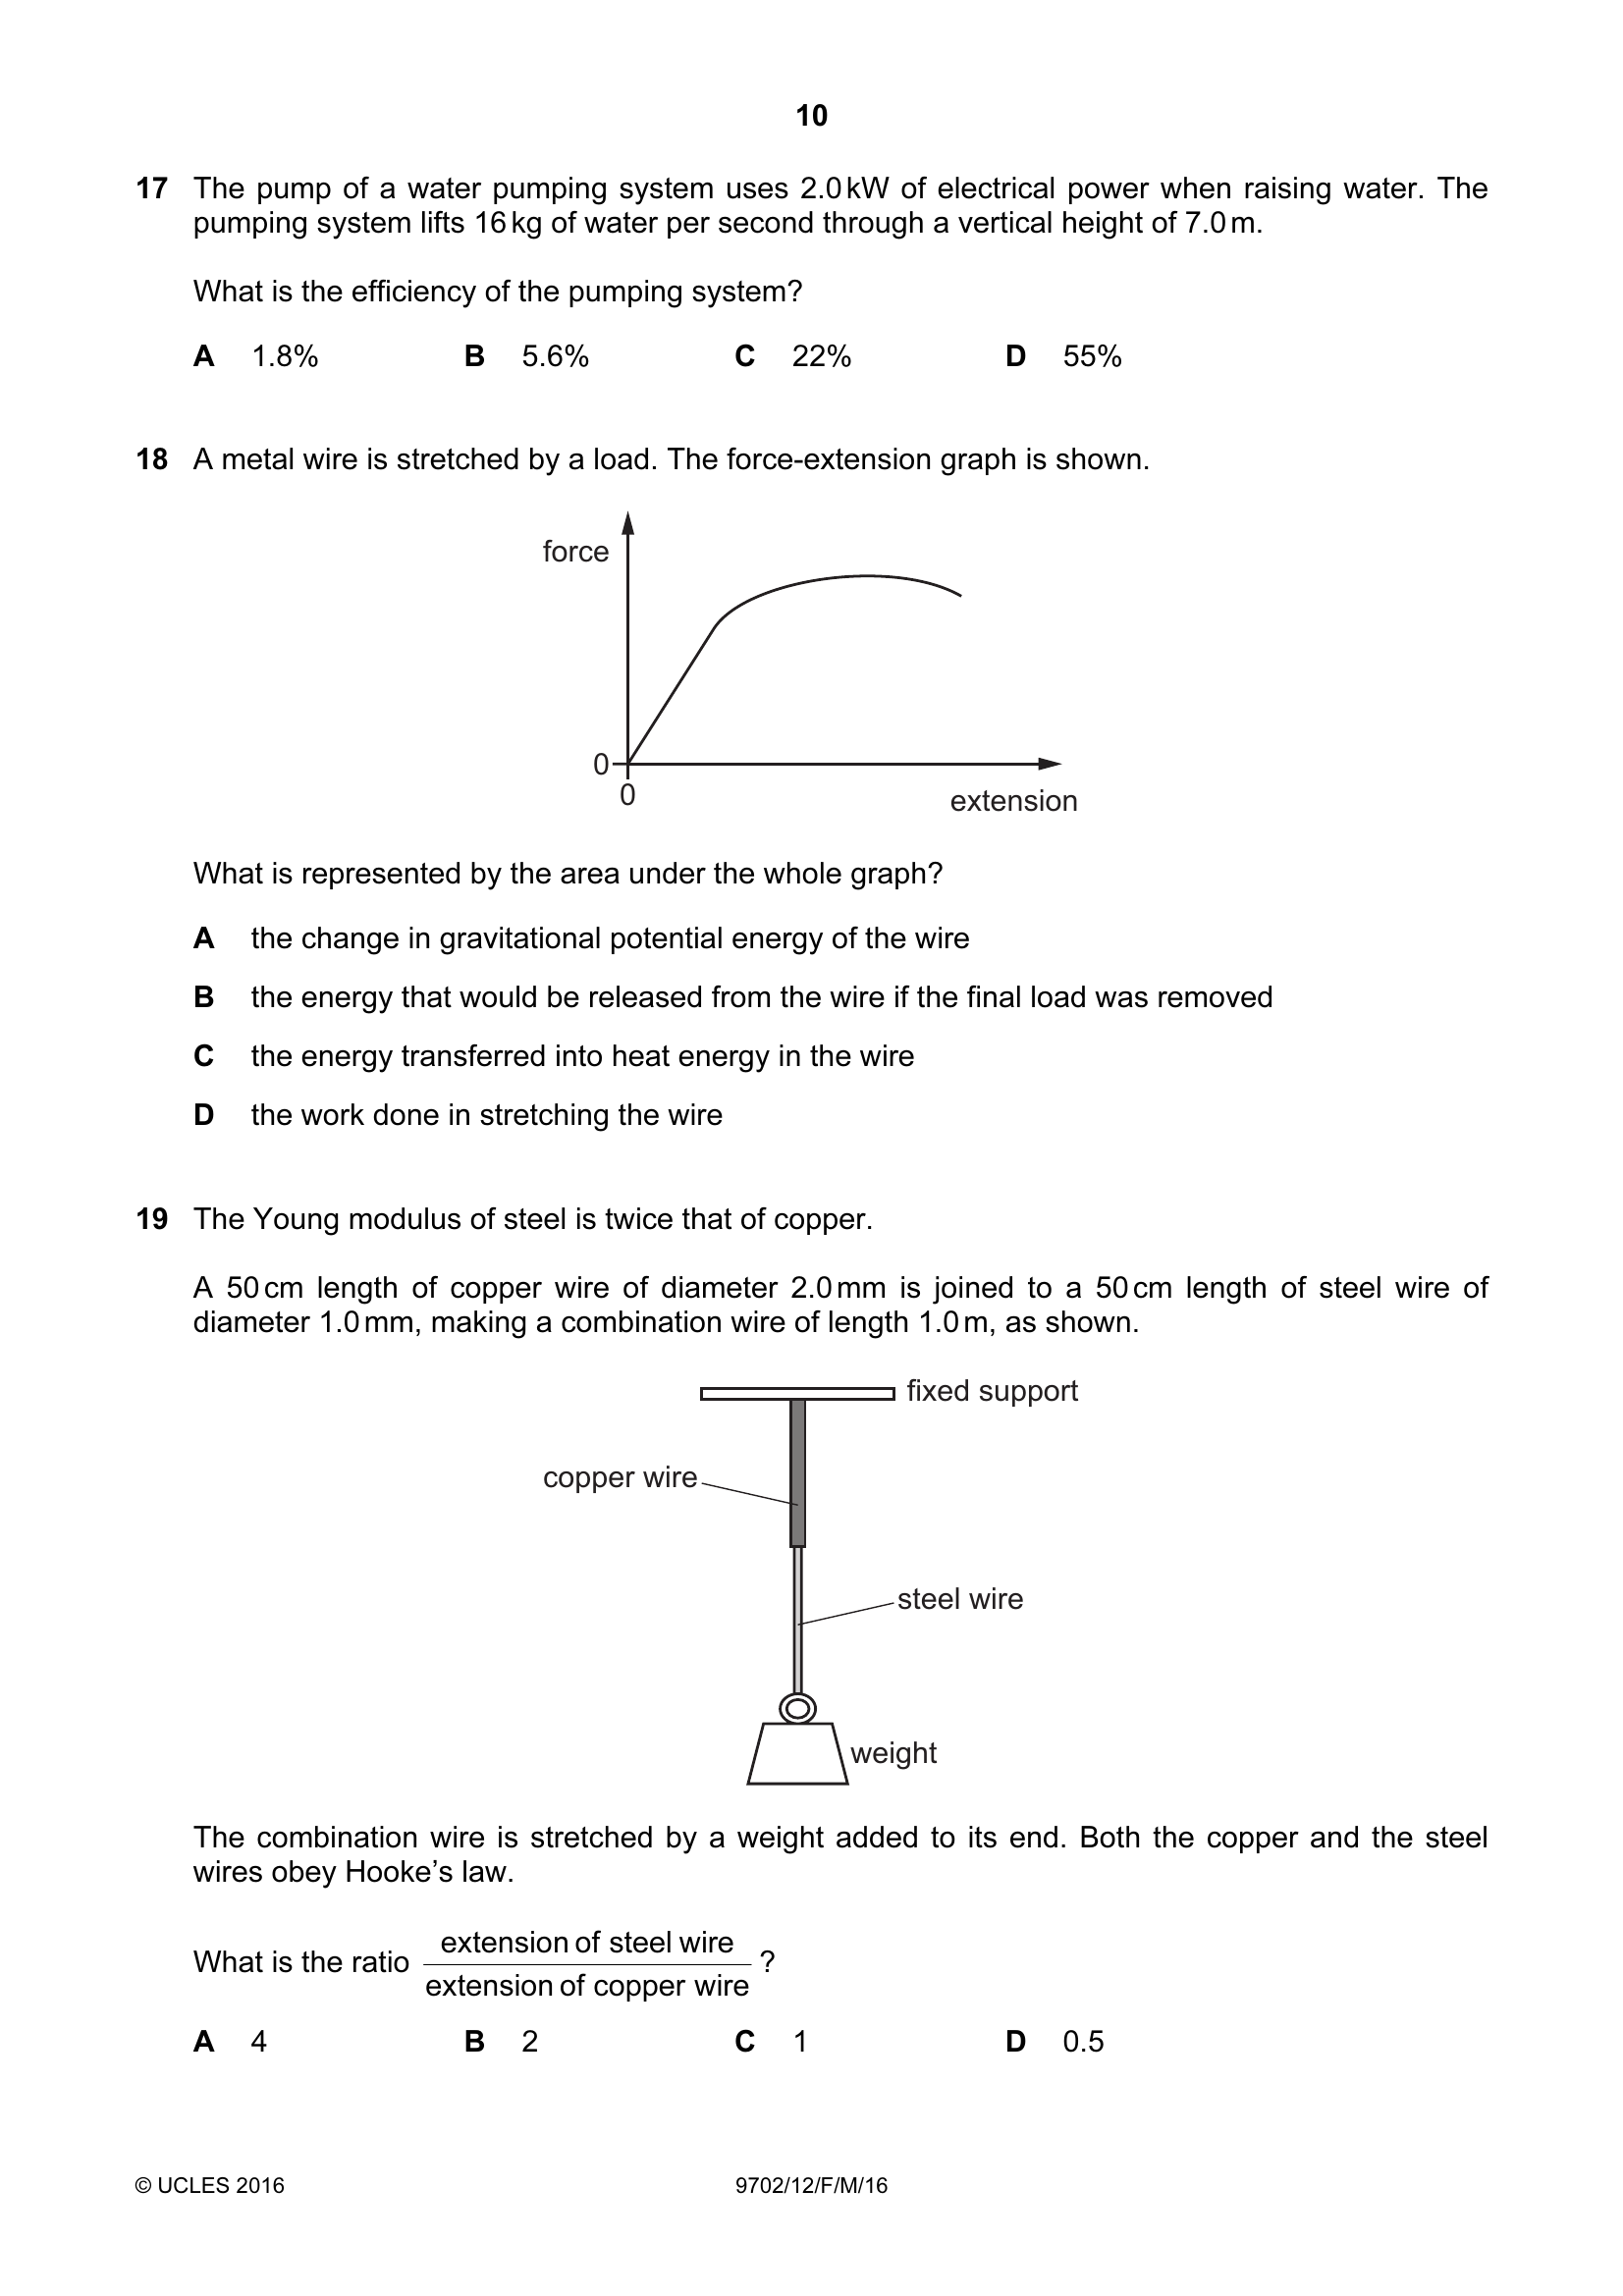 10
17 The pump of a water pumping system uses 2.0 kW of electrical power when raising water. The
pumping system lifts 16 kg of water per second through a vertical height of 7.0 m.
What is the efficiency of the pumping system?
A 1.8% B 5.6% C 22% D 55%
18 A metal wire is stretched by a load. The force-extension graph is shown.
force
0
0
extension
What is represented by the area under the whole graph?
A the change in gravitational potential energy of the wire
B the energy that would be released from the wire if the final load was removed
C the energy transferred into heat energy in the wire
D the work done in stretching the wire
19 The Young modulus of steel is twice that of copper.
A 50 cm length of copper wire of diameter 2.0 mm is joined to a 50 cm length of steel wire of
diameter 1.0 mm, making a combination wire of length 1.0 m, as shown.
fixed support
copper wire
steel wire
weight
The combination wire is stretched by a weight added to its end. Both the copper and the steel
wires obey Hooke’s law.
extension of steel wire
What is the ratio ?
extension of copper wire
A 4 B 2 C 1 D 0.5
© UCLES 2016 9702/12/F/M/16